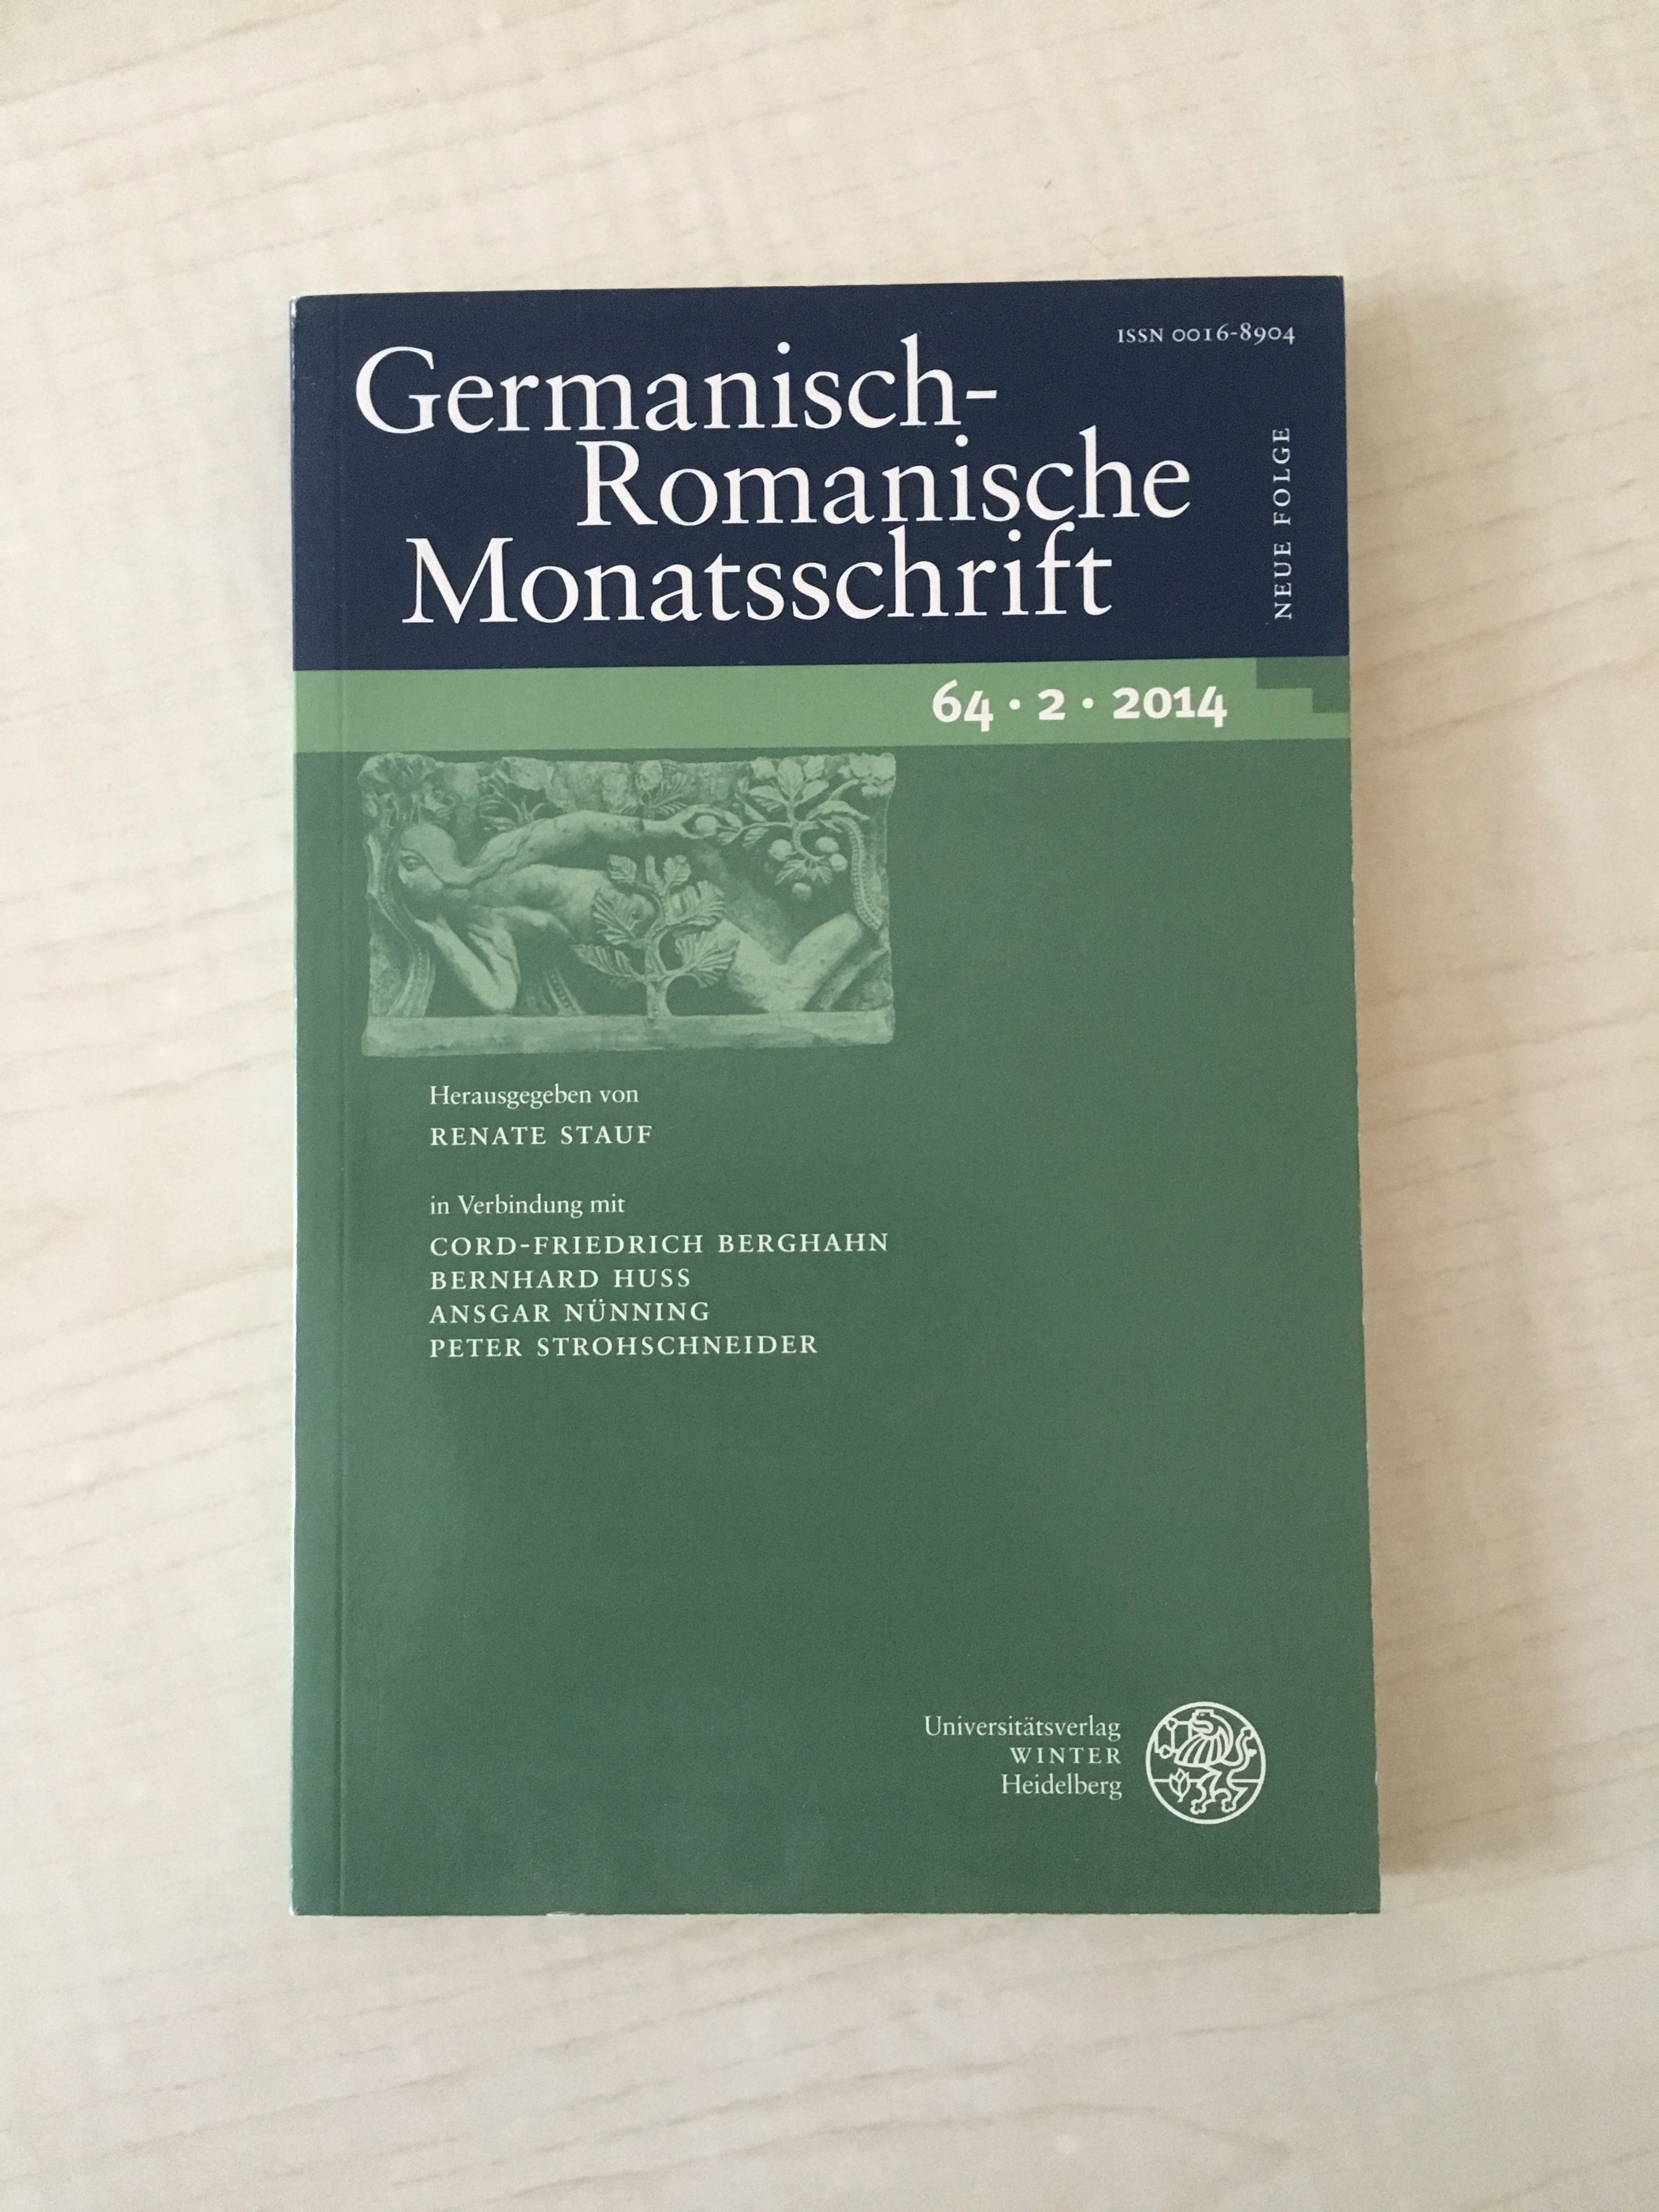 ISSN 0016-8904
Germanisch-
Romanische
Monatsschrift
NEUE FOLGE
64 · 2 · 2014
Herausgegeben von
RENATE STAUF
in Verbindung mit
CORD-FRIEDRICH BERGHAHN
BERNHARD HUSS
ANSGAR NÜNNING
PETER STROHSCHNEIDER
Universitätsverlag
WINTER
Heidelberg